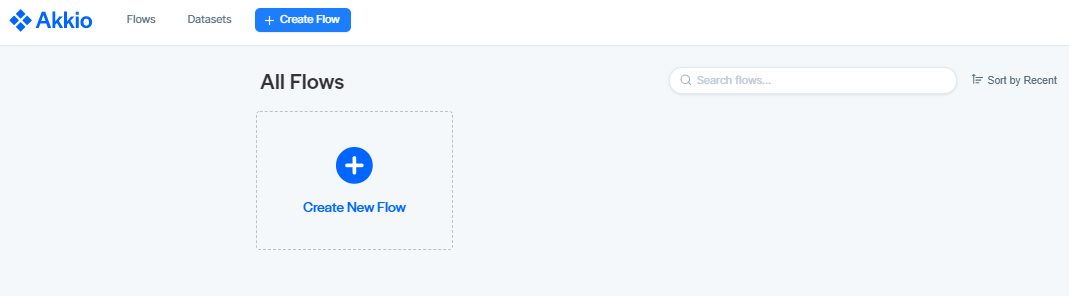 Akkio Flows Datasets + Create Flow
All Flows Search flows... Sort by Recent
Create New Flow